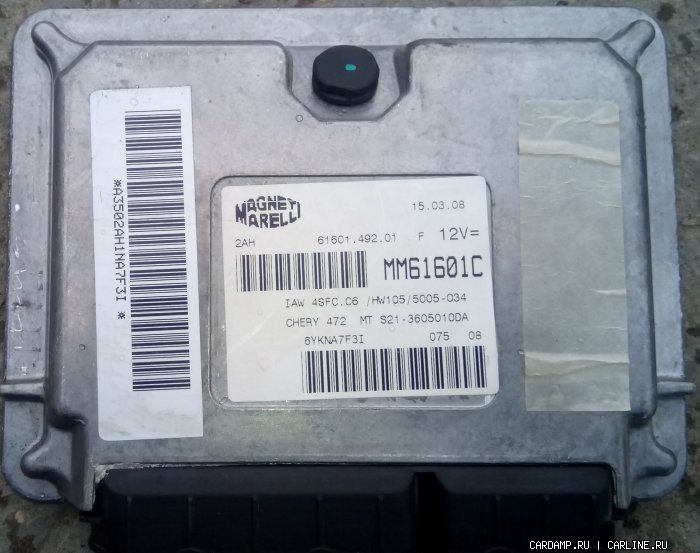 *A3502AH1NA7F3I *
MAGNETI
MARELLI
15.03.08
2AH 61601.492.01 F 12V=
MM61601C
IAW 4SFC.C6 /HW105/5005-034
CHERY 472 MT S21-3605010DA
6YKNA7F3I 075 08
CARDAMP.RU | CARLINE.RU